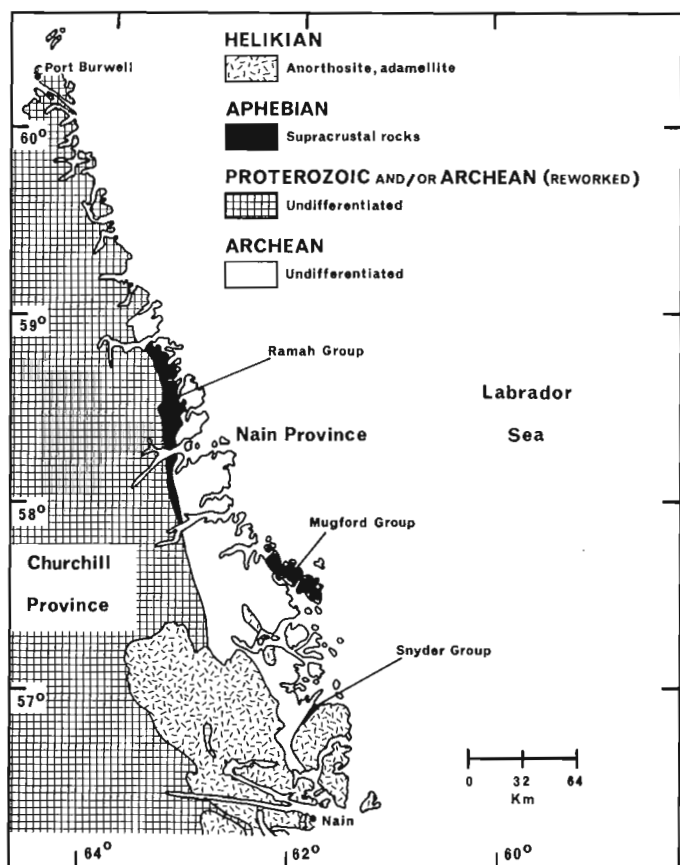 HELIKIAN
Anorthosite, adamellite
APHEBIAN
Supracrustal rocks
PROTEROZOIC AND/OR ARCHEAN (REWORKED)
Undifferentiated
ARCHEAN
Undifferentiated
Port Burwell
60°
59°
Ramah Group
Labrador
Sea
Nain Province
58°
Mugford Group
Churchill
Province
Snyder Group
57°
0 32 64
Km
Nain
64° 62° 60°